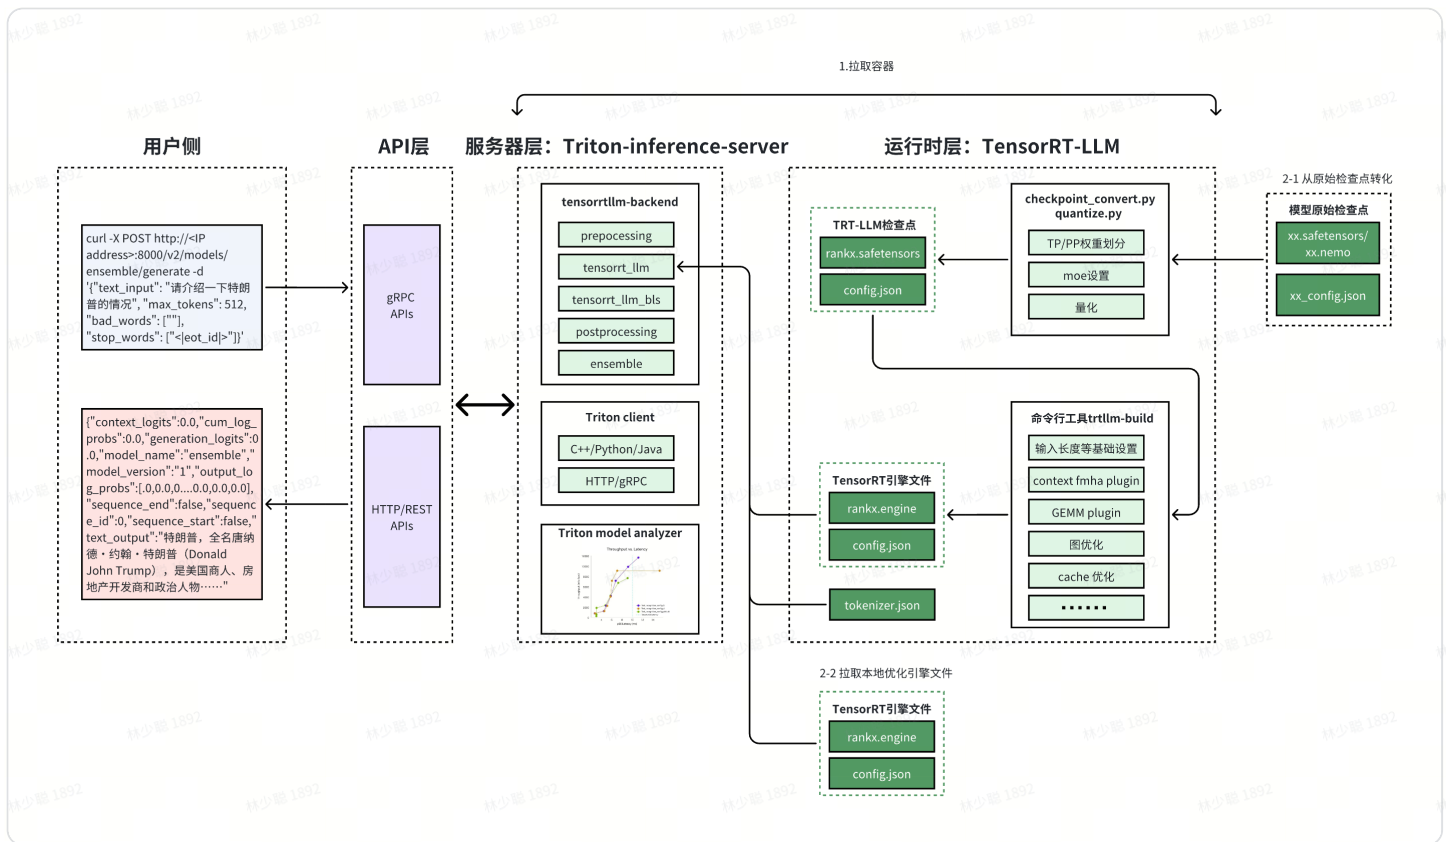 1.拉取容器
用户侧
API层
服务器层：Triton-inference-server
运行时层：TensorRT-LLM
curl -X POST http://<IP
address>:8000/v2/models/
ensemble/generate -d
'{"text_input": "请介绍一下特朗
普的情况", "max_tokens": 512,
"bad_words": [""],
"stop_words": ["<|eot_id|>"]}'
{"context_logits":0.0,"cum_log_
probs":0.0,"generation_logits":0
.0,"model_name":"ensemble","
model_version":"1","output_lo
g_probs":[.0,0.0,0....0.0,0.0,0.0],
"sequence_end":false,"sequenc
e_id":0,"sequence_start":false,"
text_output":"特朗普，全名唐纳
德・约翰・特朗普（Donald
John Trump），是美国商人、房
地产开发商和政治人物……"
gRPC
APIs
HTTP/REST
APIs
tensorrtllm-backend
prepocessing
tensorrt_llm
tensorrt_llm_bls
postprocessing
ensemble
Triton client
C++/Python/Java
HTTP/gRPC
Triton model analyzer
Throughput vs. Latency
TRT-LLM检查点
rankx.safetensors
config.json
checkpoint_convert.py
quantize.py
TP/PP权重划分
moe设置
量化
2-1 从原始检查点转化
模型原始检查点
xx.safetensors/
xx.nemo
xx_config.json
命令行工具trtllm-build
输入长度等基础设置
context fmha plugin
GEMM plugin
图优化
cache 优化
......
TensorRT引擎文件
rankx.engine
config.json
tokenizer.json
2-2 拉取本地优化引擎文件
TensorRT引擎文件
rankx.engine
config.json
林少聪 1892